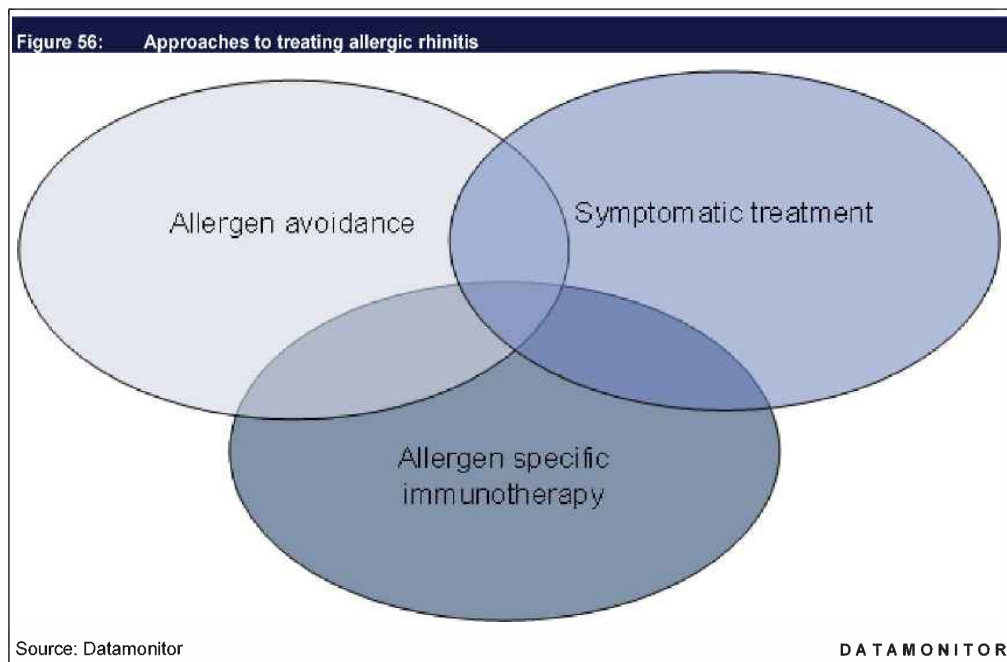 Figure 56: Approaches to treating allergic rhinitis
Allergen avoidance
Symptomatic treatment
Allergen specific
immunotherapy
Source: Datamonitor
DATAMONITOR